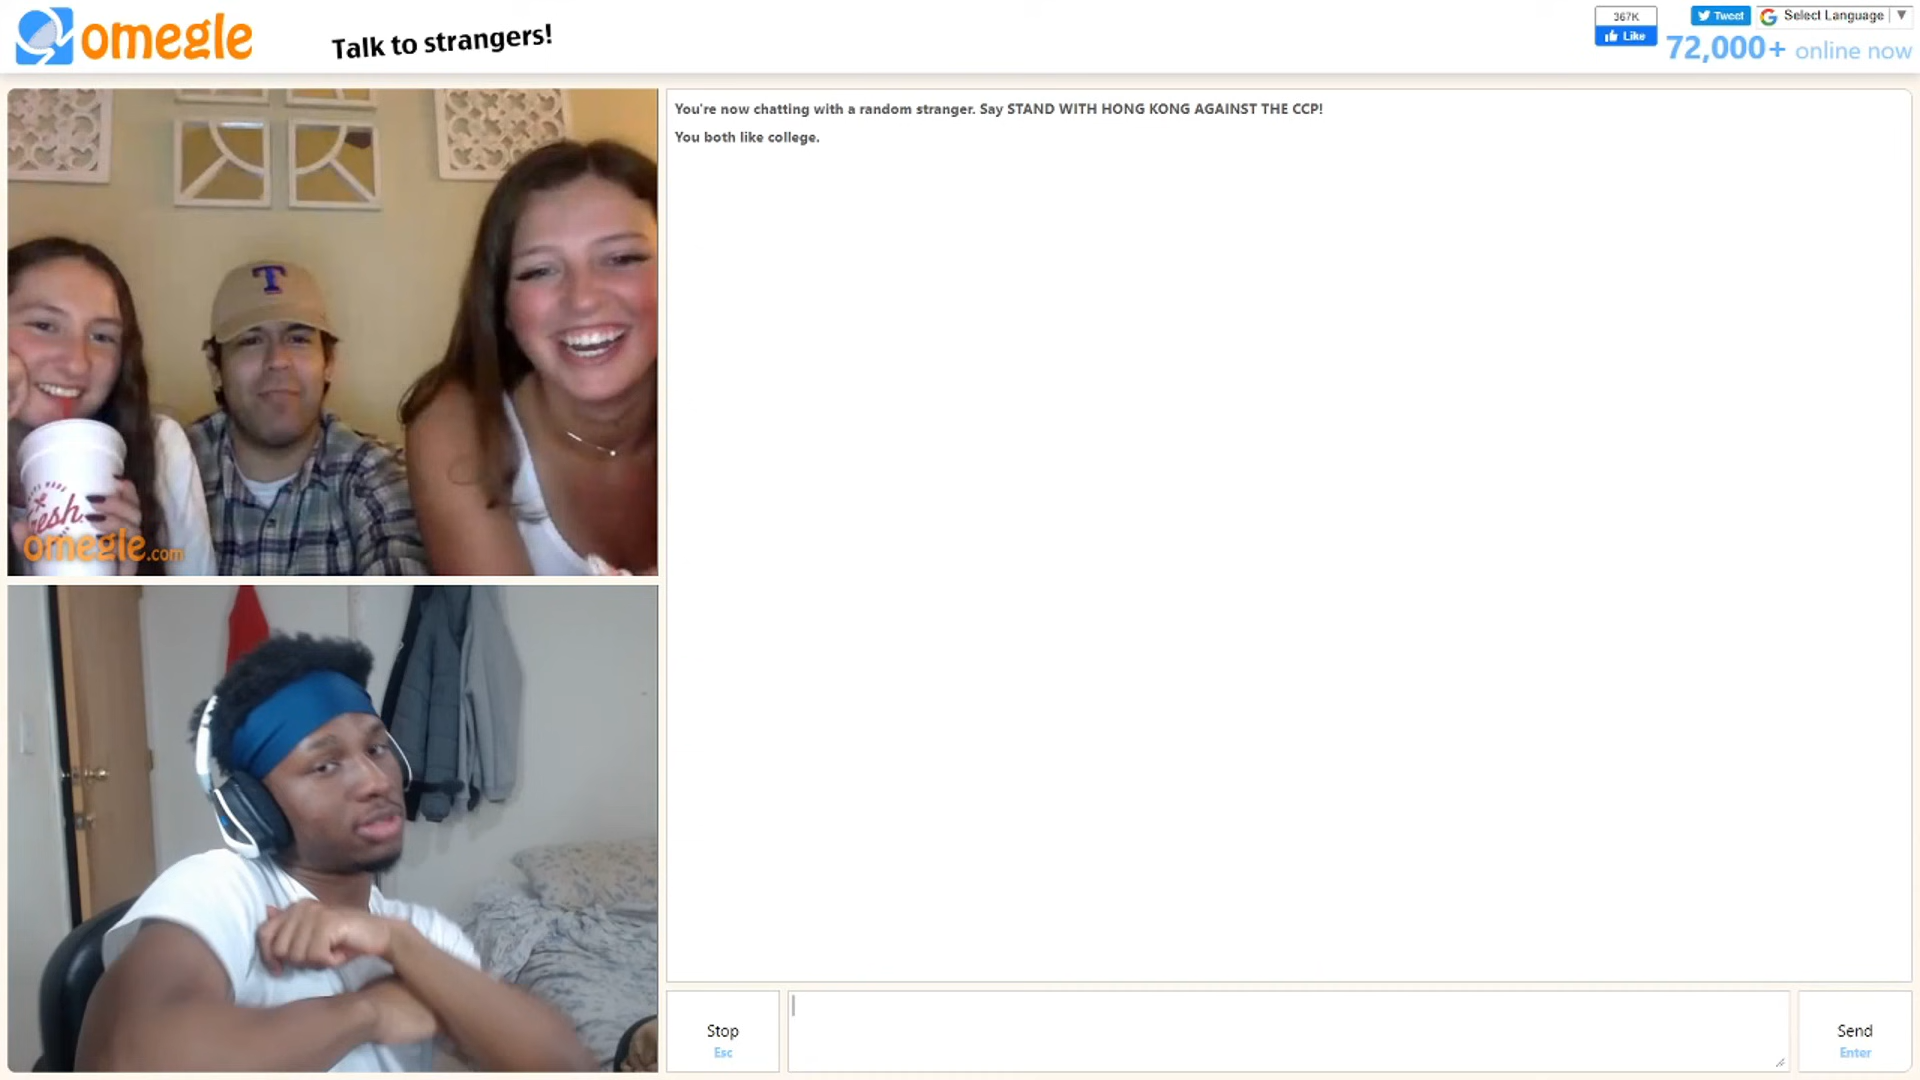 omegle
Talk to strangers!
367K
Like
Tweet
Select Language
72,000+ online now
You're now chatting with a random stranger. Say STAND WITH HONG KONG AGAINST THE CCP!
You both like college.
T
omegle.com
Stop
Esc
Send
Enter